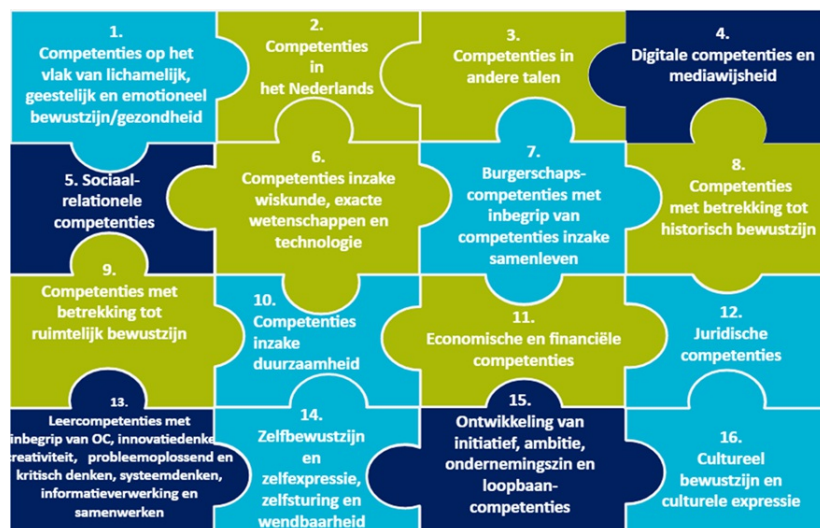 1.
Competenties op het
vlak van lichamelijk,
geestelijk en emotioneel
bewustzijn/gezondheid
2.
Competenties
in
het Nederlands
3.
Competenties in
andere talen
4.
Digitale competenties en
mediawijsheid
5. Sociaal-
relationele
competenties
6.
Competenties inzake
wiskunde, exacte
wetenschappen en
technologie
7.
Burgerschaps-
competenties met
inbegrip van
competenties inzake
samenleven
8.
Competenties
met betrekking tot
historisch bewustzijn
9.
Competenties met
betrekking tot
ruimtelijk bewustzijn
10.
Competenties
inzake
duurzaamheid
11.
Economische en financiële
competenties
12.
Juridische
competenties
13.
Leercompetenties met
inbegrip van OC, innovatiedenke
creativiteit, probleemoplossend en
kritisch denken, systeemdenken,
informatieverwerking en
samenwerken
14.
Zelfbewustzijn
en
zelfexpressie,
zelfsturing en
wendbaarheid
15.
Ontwikkeling van
initiatief, ambitie,
ondernemingszin en
loopbaan-
competenties
16.
Cultureel
bewustzijn en
culturele expressie